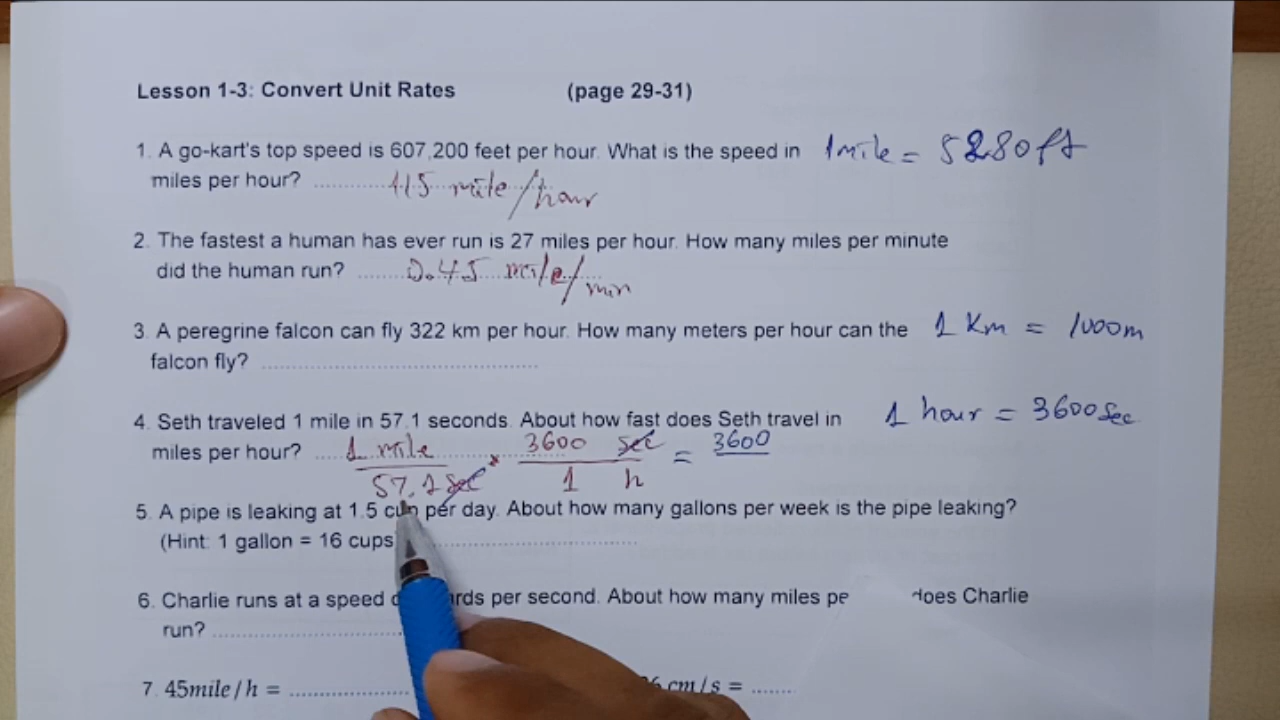 Lesson 1-3: Convert Unit Rates (page 29-31)
1. A go-kart's top speed is 607,200 feet per hour. What is the speed in 1 mile = 5280 ft
miles per hour? 115 mile/hour
2. The fastest a human has ever run is 27 miles per hour. How many miles per minute
did the human run? 0.45 mile/min
3. A peregrine falcon can fly 322 km per hour. How many meters per hour can the 1 Km = 1000m
falcon fly?
4. Seth traveled 1 mile in 57.1 seconds. About how fast does Seth travel in 1 hour = 3600 Sec
miles per hour? 1 mile 3600 sec = 3600
57.1 sec × 1 h
5. A pipe is leaking at 1.5 cup per day. About how many gallons per week is the pipe leaking?
(Hint: 1 gallon = 16 cups
6. Charlie runs at a speed per second. About how many miles does Charlie
run?
7. 45mile/h = cm/s =